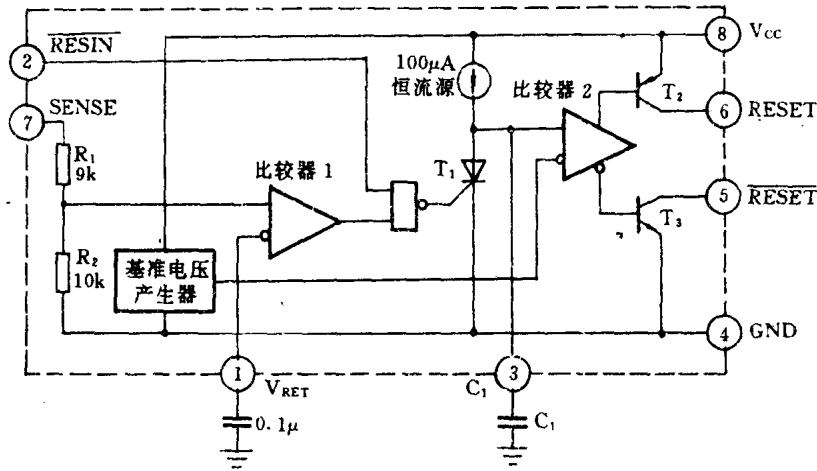 2
RESIN
8
Vcc
100μA
恒流源
比较器 2
T₂
7
SENSE
6
RESET
R₁
9k
比较器 1
T₁
5
RESET
T₃
R₂
10k
基准电压
产生器
4
GND
1
VRET
3
C₁
0.1μ
C₁